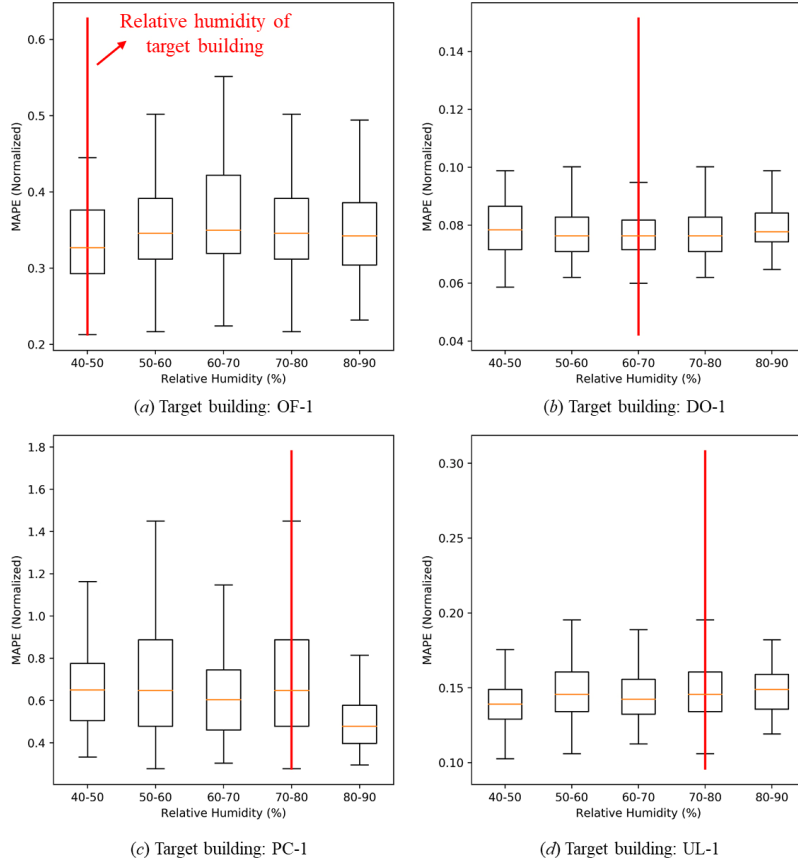 Relative humidity of
target building
MAPE (Normalized)
0.6
0.5
0.4
0.3
0.2
40-50 50-60 60-70 70-80 80-90
Relative Humidity (%)
(a) Target building: OF-1
MAPE (Normalized)
0.14
0.12
0.10
0.08
0.06
0.04
40-50 50-60 60-70 70-80 80-90
Relative Humidity (%)
(b) Target building: DO-1
MAPE (Normalized)
1.8
1.6
1.4
1.2
1.0
0.8
0.6
0.4
40-50 50-60 60-70 70-80 80-90
Relative Humidity (%)
(c) Target building: PC-1
MAPE (Normalized)
0.30
0.25
0.20
0.15
0.10
40-50 50-60 60-70 70-80 80-90
Relative Humidity (%)
(d) Target building: UL-1